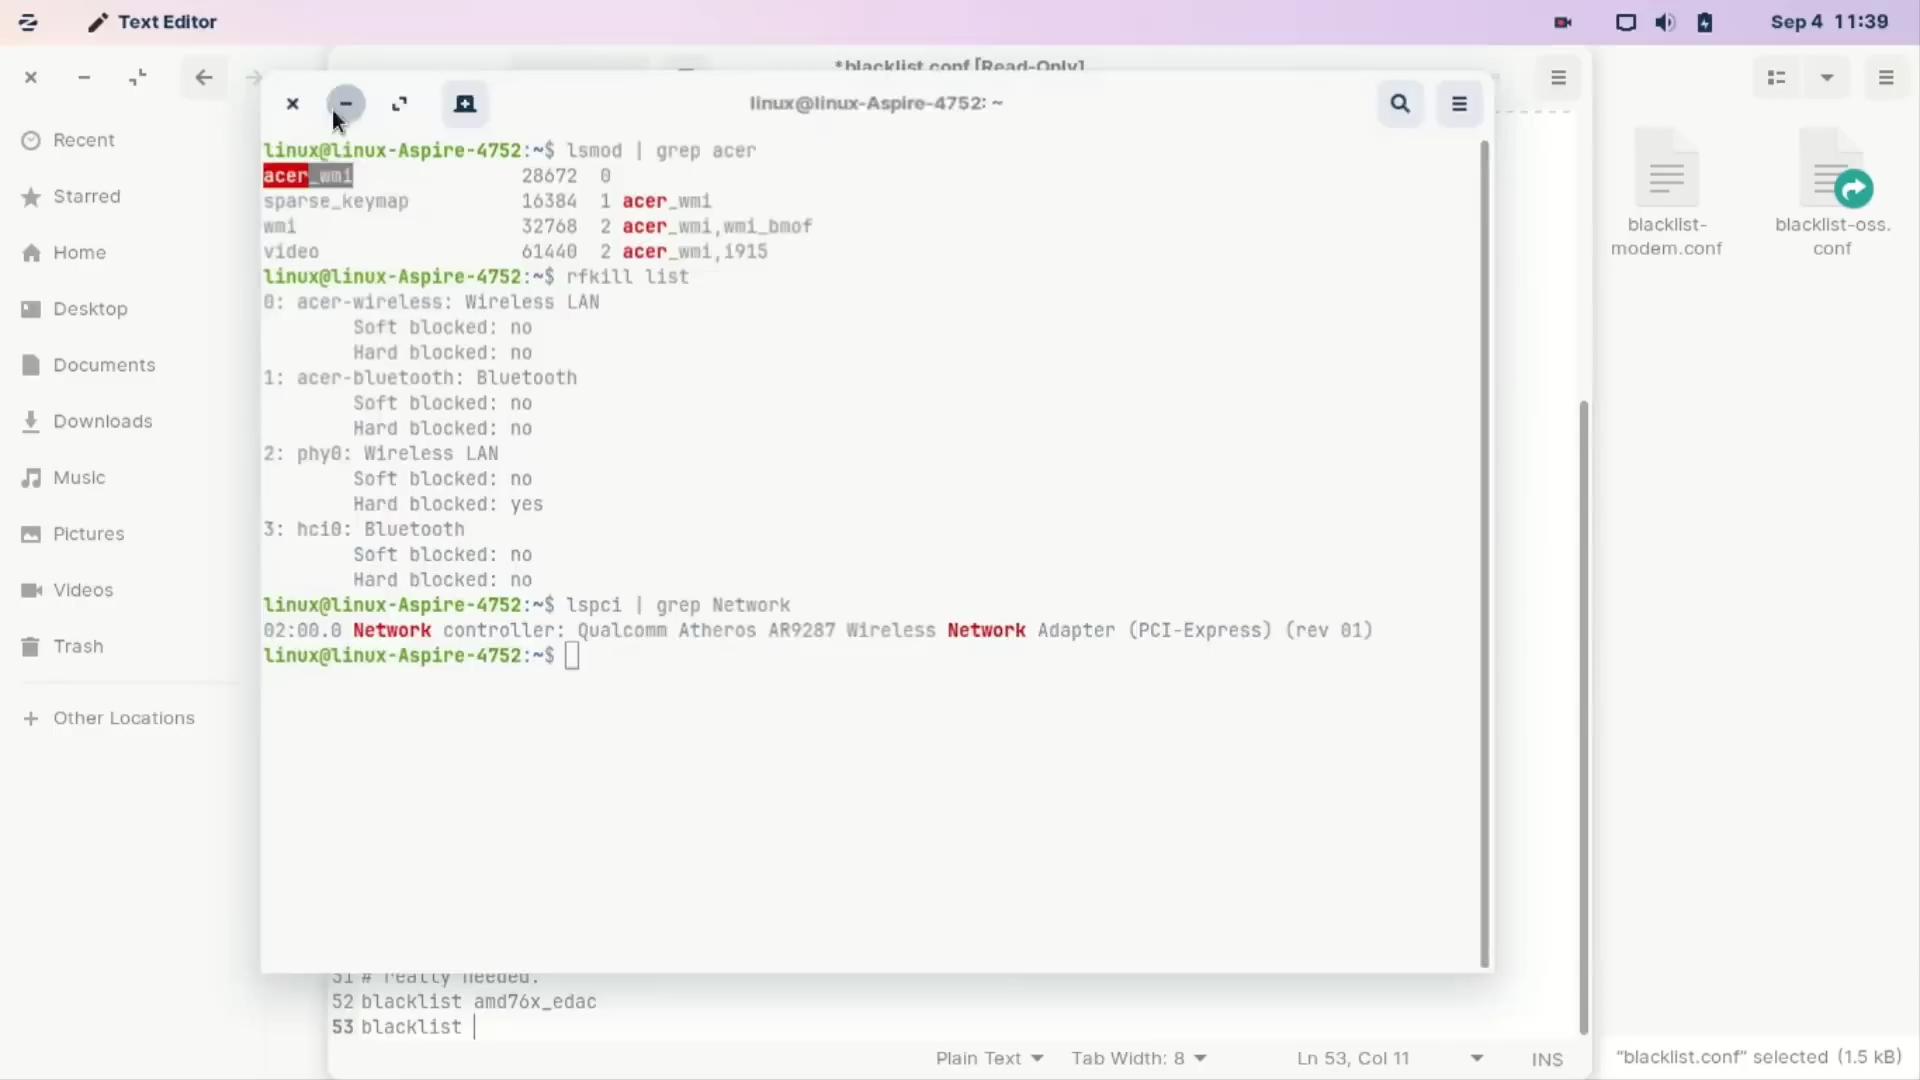 Text Editor
Sep 4 11:39
*blacklist.conf [Read-Only]
linux@linux-Aspire-4752: ~
Recent
Starred
Home
Desktop
Documents
Downloads
Music
Pictures
Videos
Trash
Other Locations
linux@linux-Aspire-4752:~$ lsmod | grep acer
acer_wmi 28672 0
sparse_keymap 16384 1 acer_wmi
wmi 32768 2 acer_wmi,wmi_bmof
video 61440 2 acer_wmi,i915
linux@linux-Aspire-4752:~$ rfkill list
0: acer-wireless: Wireless LAN
Soft blocked: no
Hard blocked: no
1: acer-bluetooth: Bluetooth
Soft blocked: no
Hard blocked: no
2: phy0: Wireless LAN
Soft blocked: no
Hard blocked: yes
3: hci0: Bluetooth
Soft blocked: no
Hard blocked: no
linux@linux-Aspire-4752:~$ lspci | grep Network
02:00.0 Network controller: Qualcomm Atheros AR9287 Wireless Network Adapter (PCI-Express) (rev 01)
linux@linux-Aspire-4752:~$
51 # really needed.
52 blacklist amd76x_edac
53 blacklist
Plain Text Tab Width: 8 Ln 53, Col 11 INS
blacklist-
modem.conf
blacklist-oss.
conf
"blacklist.conf" selected (1.5 kB)